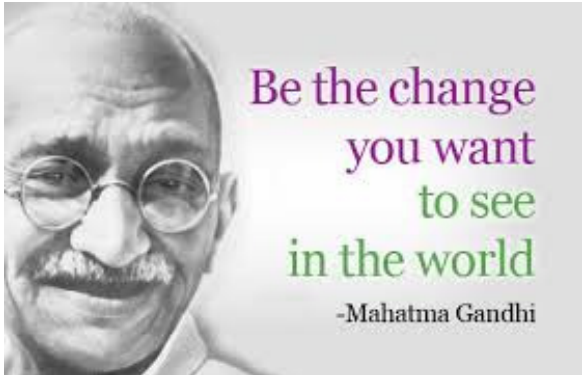 Be the change
you want
to see
in the world
-Mahatma Gandhi